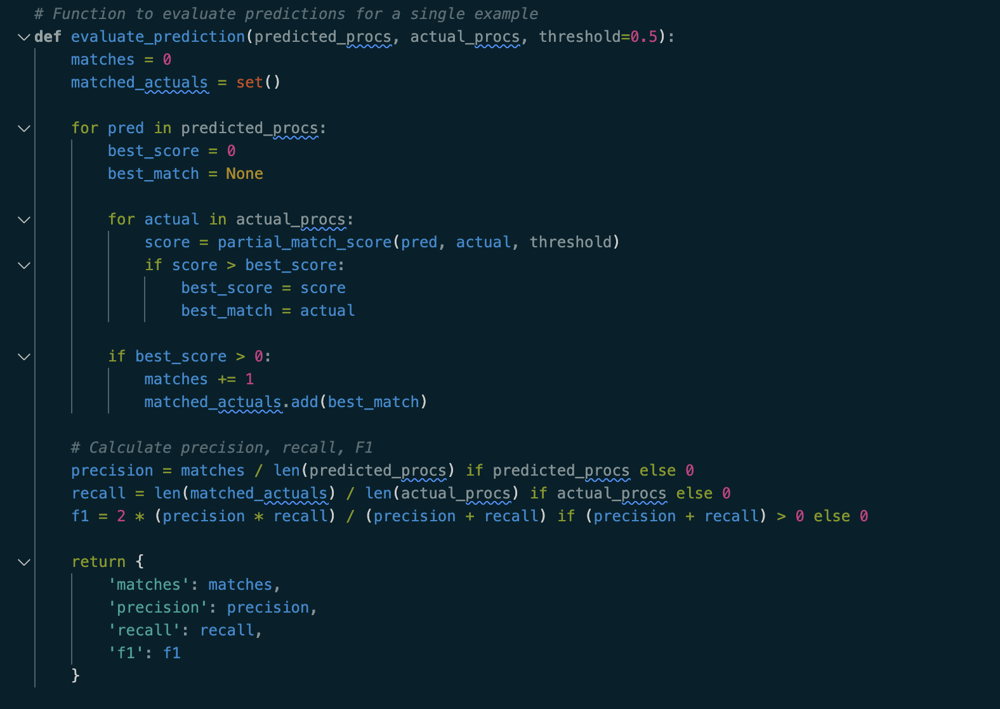 # Function to evaluate predictions for a single example
def evaluate_prediction(predicted_procs, actual_procs, threshold=0.5):
    matches = 0
    matched_actuals = set()

    for pred in predicted_procs:
        best_score = 0
        best_match = None

        for actual in actual_procs:
            score = partial_match_score(pred, actual, threshold)
            if score > best_score:
                best_score = score
                best_match = actual

        if best_score > 0:
            matches += 1
            matched_actuals.add(best_match)

    # Calculate precision, recall, F1
    precision = matches / len(predicted_procs) if predicted_procs else 0
    recall = len(matched_actuals) / len(actual_procs) if actual_procs else 0
    f1 = 2 * (precision * recall) / (precision + recall) if (precision + recall) > 0 else 0

    return {
        'matches': matches,
        'precision': precision,
        'recall': recall,
        'f1': f1
    }